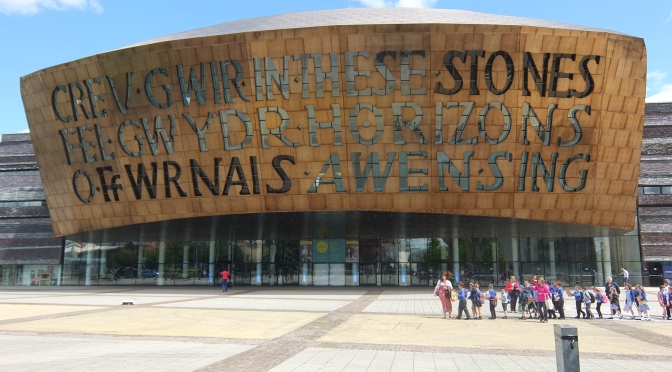 CREU·GWIR·IN·THESE·STONES
FEL·GWYDR·HORIZONS
O·FFWRNAIS·AWEN·SING